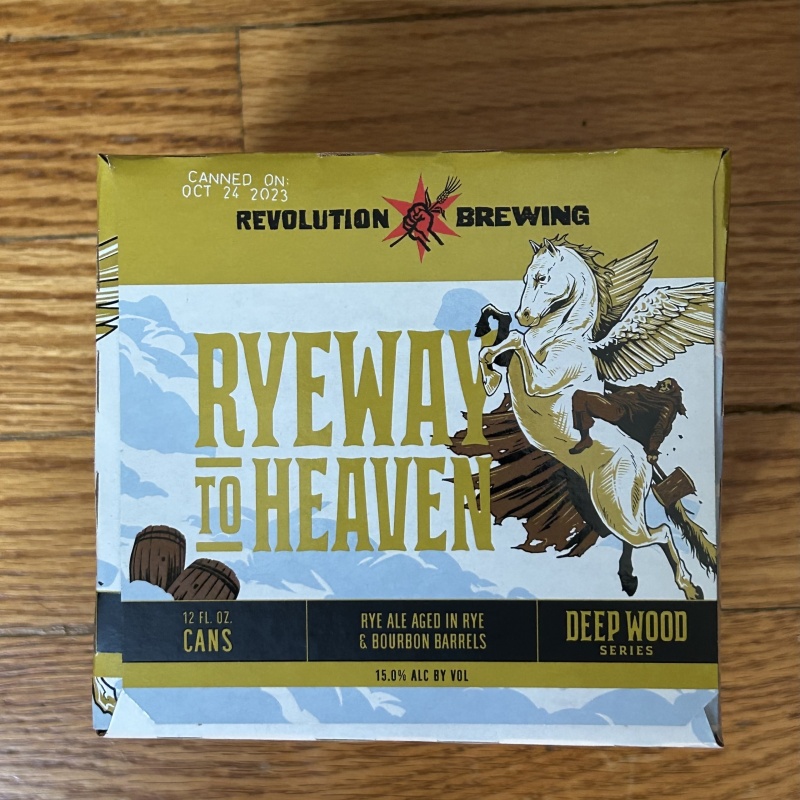 CANNED ON:
OCT 24 2023
REVOLUTION BREWING
RYEWAY
TO HEAVEN
12 FL. OZ.
CANS
RYE ALE AGED IN RYE
& BOURBON BARRELS
DEEP WOOD
SERIES
15.0% ALC BY VOL